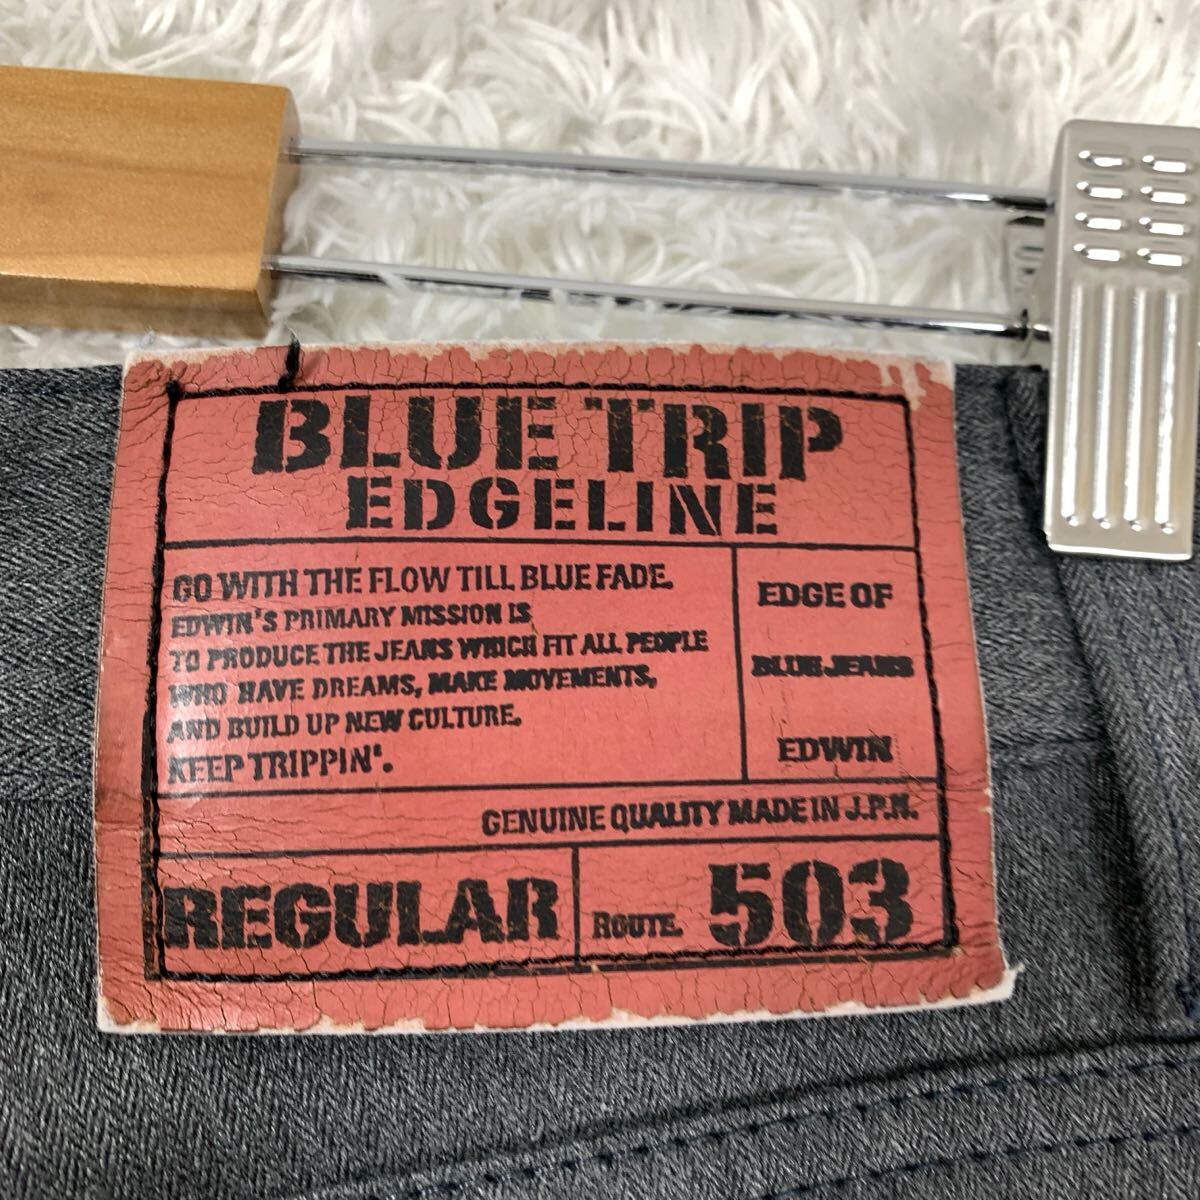 BLUE TRIP
EDGELINE
GO WITH THE FLOW TILL BLUE FADE.
EDWIN'S PRIMARY MISSION IS
TO PRODUCE THE JEANS WHICH FIT ALL PEOPLE
WHO HAVE DREAMS, MAKE MOVEMENTS,
AND BUILD UP NEW CULTURE.
KEEP TRIPPIN'.
EDGE OF
BLUE JEANS
EDWIN
GENUINE QUALITY MADE IN J.P.N.
REGULAR
ROUTE. 503